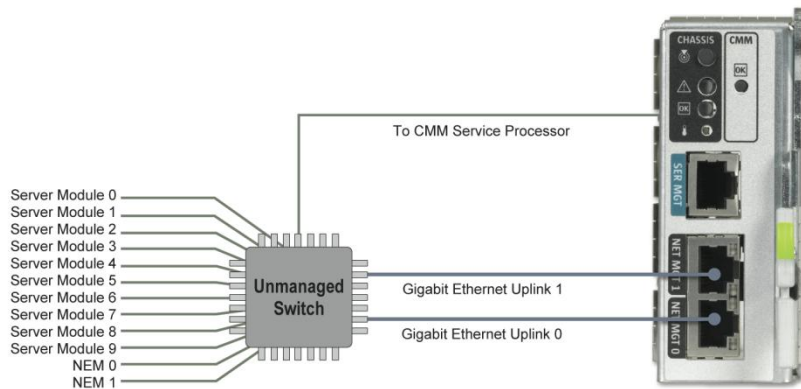 CHASSIS
CMM
OK
OK
SER MGT
NET MGT 1
NET MGT 0
To CMM Service Processor
Server Module 0
Server Module 1
Server Module 2
Server Module 3
Server Module 4
Server Module 5
Server Module 6
Server Module 7
Server Module 8
Server Module 9
NEM 0
NEM 1
Unmanaged
Switch
Gigabit Ethernet Uplink 1
Gigabit Ethernet Uplink 0